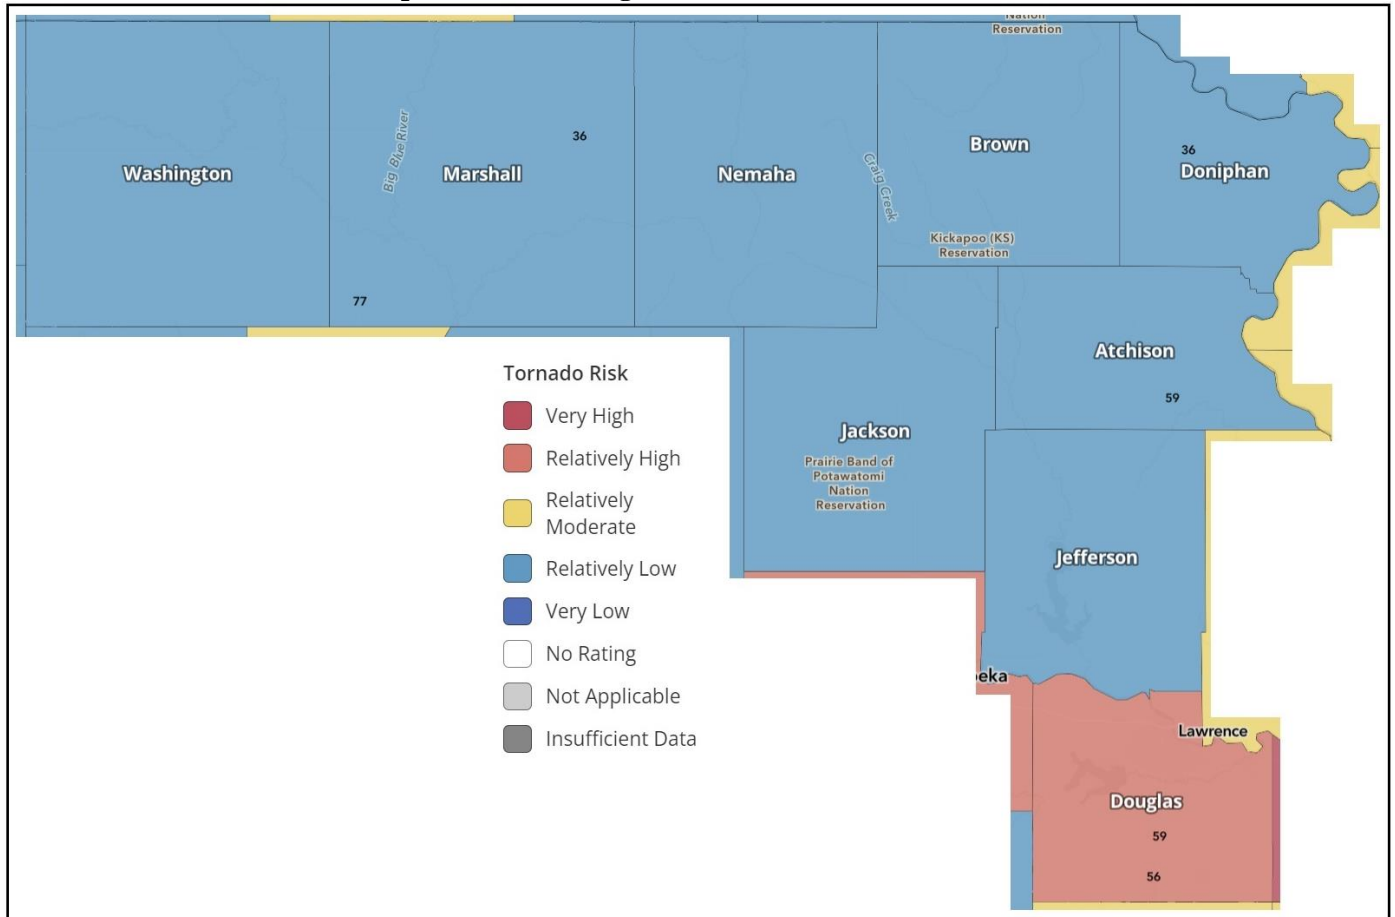 Nation
Reservation
36
36
Brown
Washington
Big Blue River
Marshall
Nemaha
Craig Creek
Doniphan
Kickapoo (KS)
Reservation
77
Atchison
59
Tornado Risk
Very High
Relatively High
Relatively
Moderate
Relatively Low
Very Low
No Rating
Not Applicable
Insufficient Data
Jackson
Prairie Band of
Potawatomi
Nation
Reservation
Jefferson
eka
Lawrence
Douglas
59
56